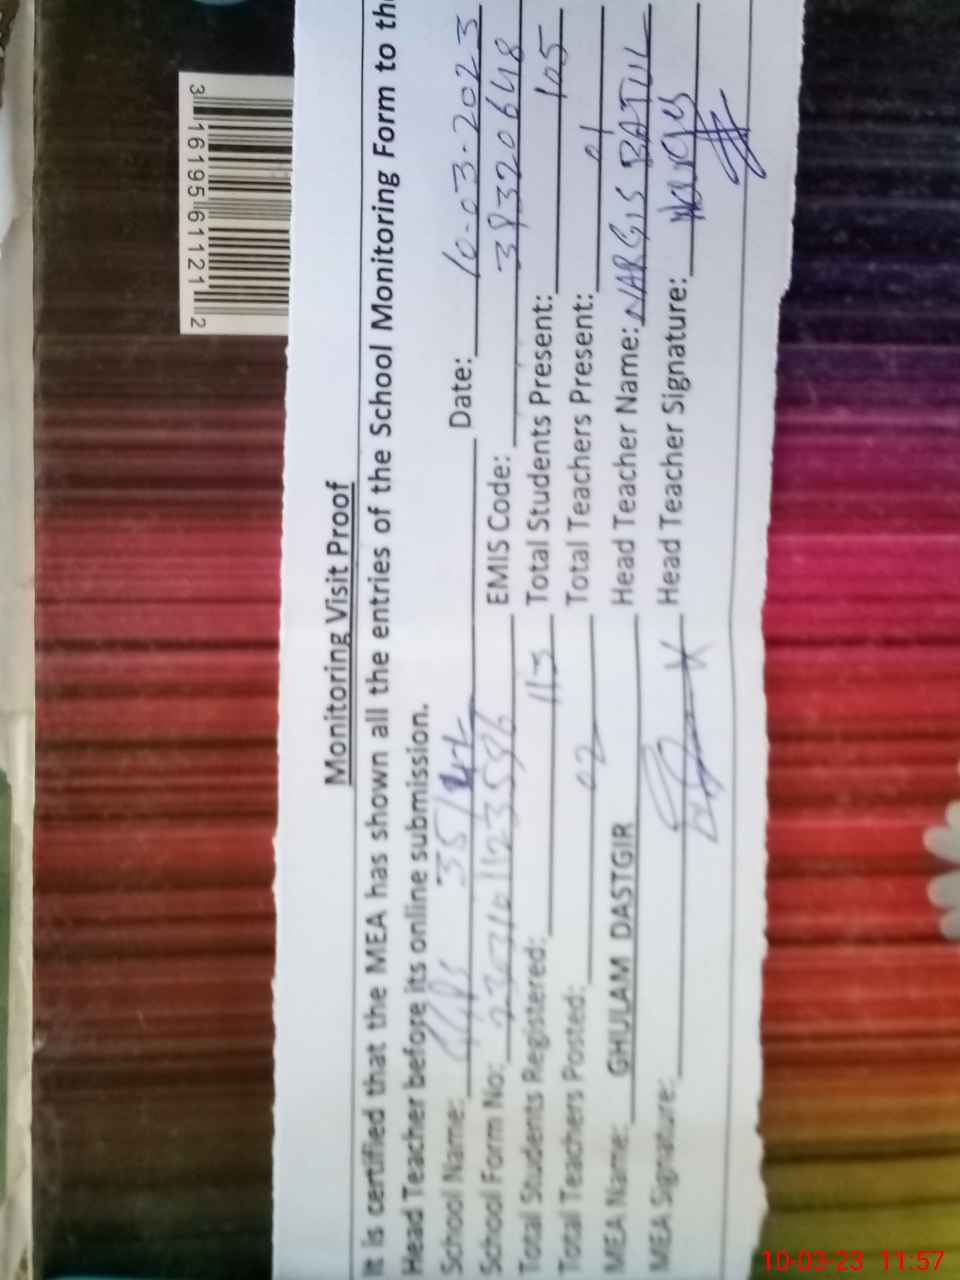 Monitoring Visit Proof
It is certified that the MEA has shown all the entries of the School Monitoring Form to the
Head Teacher before its online submission.
School Name: 35/ Date: 10-03-2023
School Form No: EMIS Code: 38320648
Total Students Registered: 113 Total Students Present: 105
Total Teachers Posted: 02 Total Teachers Present: 01
MEA Name: GHULAM DASTGIR Head Teacher Name: NARGIS BATUL
MEA Signature: Head Teacher Signature: Nargis
3 16195 61121 2
10-03-23 11:57